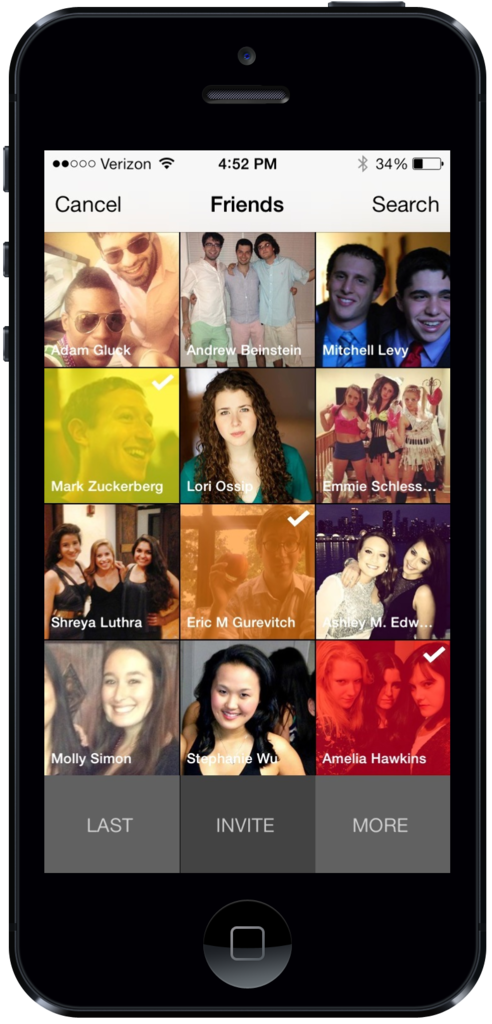 Verizon 4:52 PM 34%
Cancel Friends Search
Adam Gluck Andrew Beinstein Mitchell Levy
Mark Zuckerberg Lori Ossip Emmie Schless...
Shreya Luthra Eric M Gurevitch Ashley M. Edw...
Molly Simon Stephanie Wu Amelia Hawkins
LAST INVITE MORE